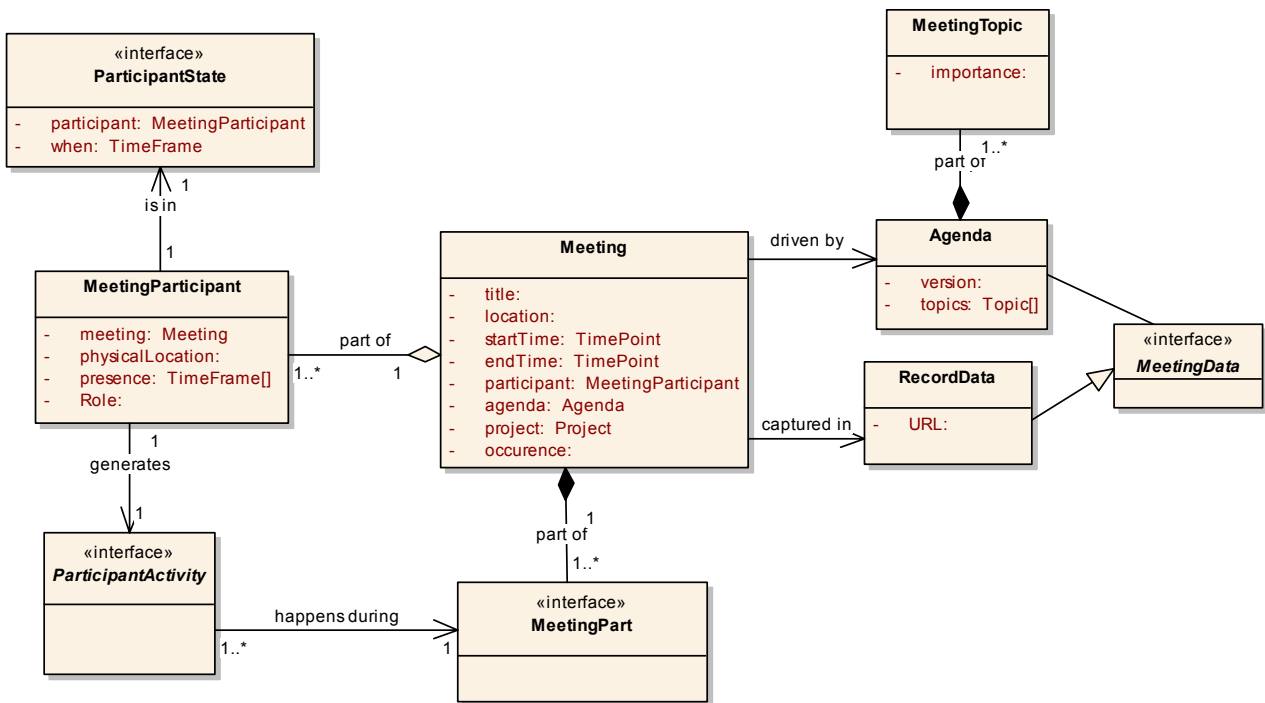 «interface»
ParticipantState
- participant: MeetingParticipant
- when: TimeFrame
1
is in
1
MeetingParticipant
- meeting: Meeting
- physicalLocation:
- presence: TimeFrame[]
- Role:
part of
1..*
1
Meeting
- title:
- location:
- startTime: TimePoint
- endTime: TimePoint
- participant: MeetingParticipant
- agenda: Agenda
- project: Project
- occurence:
driven by
captured in
MeetingTopic
- importance:
1..*
part of
Agenda
- version:
- topics: Topic[]
«interface»
MeetingData
RecordData
- URL:
1
generates
1
«interface»
ParticipantActivity
happens during
1..*
1
1
part of
1..*
«interface»
MeetingPart